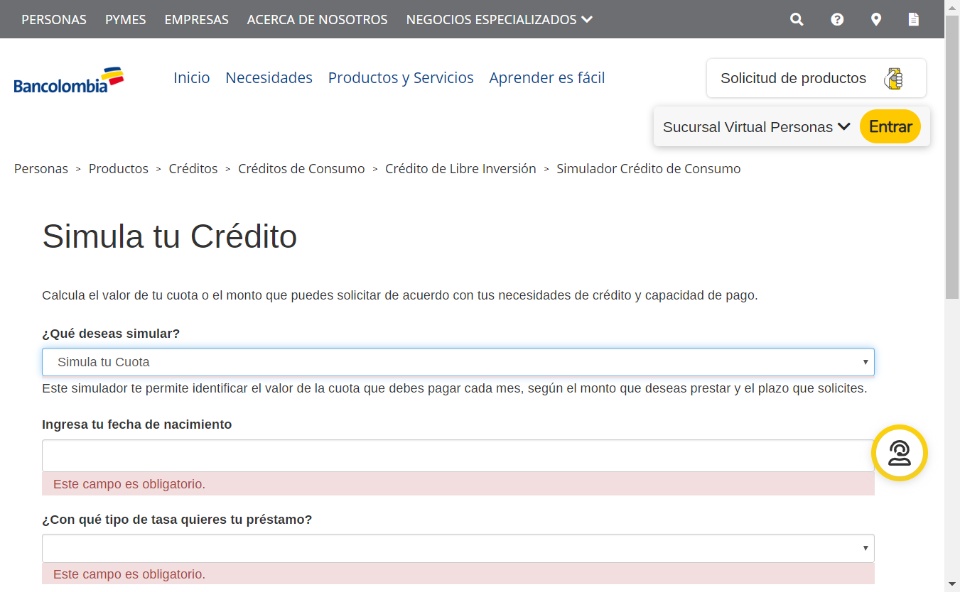 PERSONAS PYMES EMPRESAS ACERCA DE NOSOTROS NEGOCIOS ESPECIALIZADOS
Bancolombia
Inicio Necesidades Productos y Servicios Aprender es fácil
Solicitud de productos
Sucursal Virtual Personas Entrar
Personas > Productos > Créditos > Créditos de Consumo > Crédito de Libre Inversión > Simulador Crédito de Consumo
Simula tu Crédito
Calcula el valor de tu cuota o el monto que puedes solicitar de acuerdo con tus necesidades de crédito y capacidad de pago.
¿Qué deseas simular?
Simula tu Cuota
Este simulador te permite identificar el valor de la cuota que debes pagar cada mes, según el monto que deseas prestar y el plazo que solicites.
Ingresa tu fecha de nacimiento
Este campo es obligatorio.
¿Con qué tipo de tasa quieres tu préstamo?
Este campo es obligatorio.